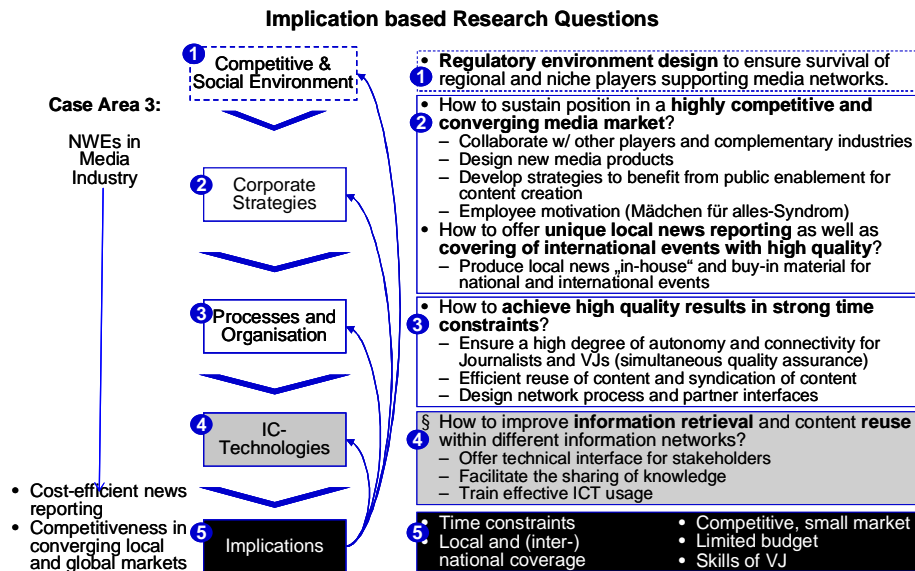 Implication based Research Questions
Case Area 3:
NWEs in
Media
Industry
• Cost-efficient news
reporting
• Competitiveness in
converging local
and global markets
1
Competitive &
Social Environment
2
Corporate
Strategies
3
Processes and
Organisation
4
IC-
Technologies
5
Implications
1
• Regulatory environment design to ensure survival of
regional and niche players supporting media networks.
2
• How to sustain position in a highly competitive and
converging media market?
– Collaborate w/ other players and complementary industries
– Design new media products
– Develop strategies to benefit from public enablement for
content creation
– Employee motivation (Mädchen für alles-Syndrom)
• How to offer unique local news reporting as well as
covering of international events with high quality?
– Produce local news „in-house“ and buy-in material for
national and international events
3
• How to achieve high quality results in strong time
constraints?
– Ensure a high degree of autonomy and connectivity for
Journalists and VJs (simultaneous quality assurance)
– Efficient reuse of content and syndication of content
– Design network process and partner interfaces
4
§ How to improve information retrieval and content reuse
within different information networks?
– Offer technical interface for stakeholders
– Facilitate the sharing of knowledge
– Train effective ICT usage
5
• Time constraints
• Local and (inter-)
national coverage
• Competitive, small market
• Limited budget
• Skills of VJ